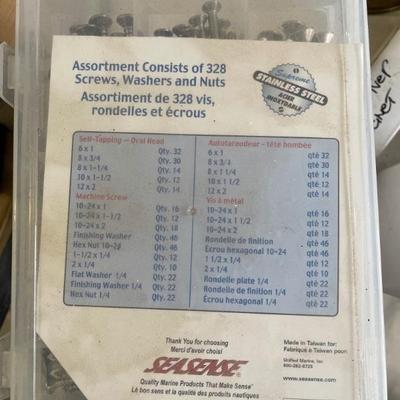 Assortment Consists of 328
Screws, Washers and Nuts
Assortiment de 328 vis,
rondelles et écrous
Supreme
STAINLESS STEEL
ACIER
INOXYDABLE
Self-Tapping - Oval Head
6 x 1 Qty. 32
8 x 3/4 Qty. 30
8 x 1-1/4 Qty. 14
10 x 1-1/2 Qty. 12
12 x 2 Qty. 14
Machine Screw
10-24 x 1 Qty. 16
10-24 x 1-1/2 Qty. 12
10-24 x 2 Qty. 18
Finishing Washer Qty. 46
Hex Nut 10-24 Qty. 46
1-1/2 x 1/4 Qty. 12
2 x 1/4 Qty. 10
Flat Washer 1/4 Qty. 22
Finishing Washer 1/4 Qty. 22
Hex Nut 1/4 Qty. 22
Autotaraudeur - tête bombée
6 x 1 qté 32
8 x 3/4 qté 30
8 x 1 1/4 qté 14
10 x 1 1/2 qté 12
12 x 2 qté 14
Vis à métal
10-24 x 1 qté 16
10-24 x 1-1/2 qté 12
10-24 x 2 qté 18
Rondelle de finition qté 46
Écrou hexagonal 10-24 qté 46
1 1/2 x 1/4 qté 12
2 x 1/4 qté 10
Rondelle plate 1/4 qté 22
Rondelle de finition 1/4 qté 22
Écrou hexagonal 1/4 qté 22
Thank You for choosing
Merci d'avoir choisi
SEASENSE
Quality Marine Products That Make Sense
Le bon sens et la qualité des produits nautiques
Made in Taiwan for:
Fabriqué à Taiwan pour:
Unified Marine, Inc
800-282-8725
www.seasense.com